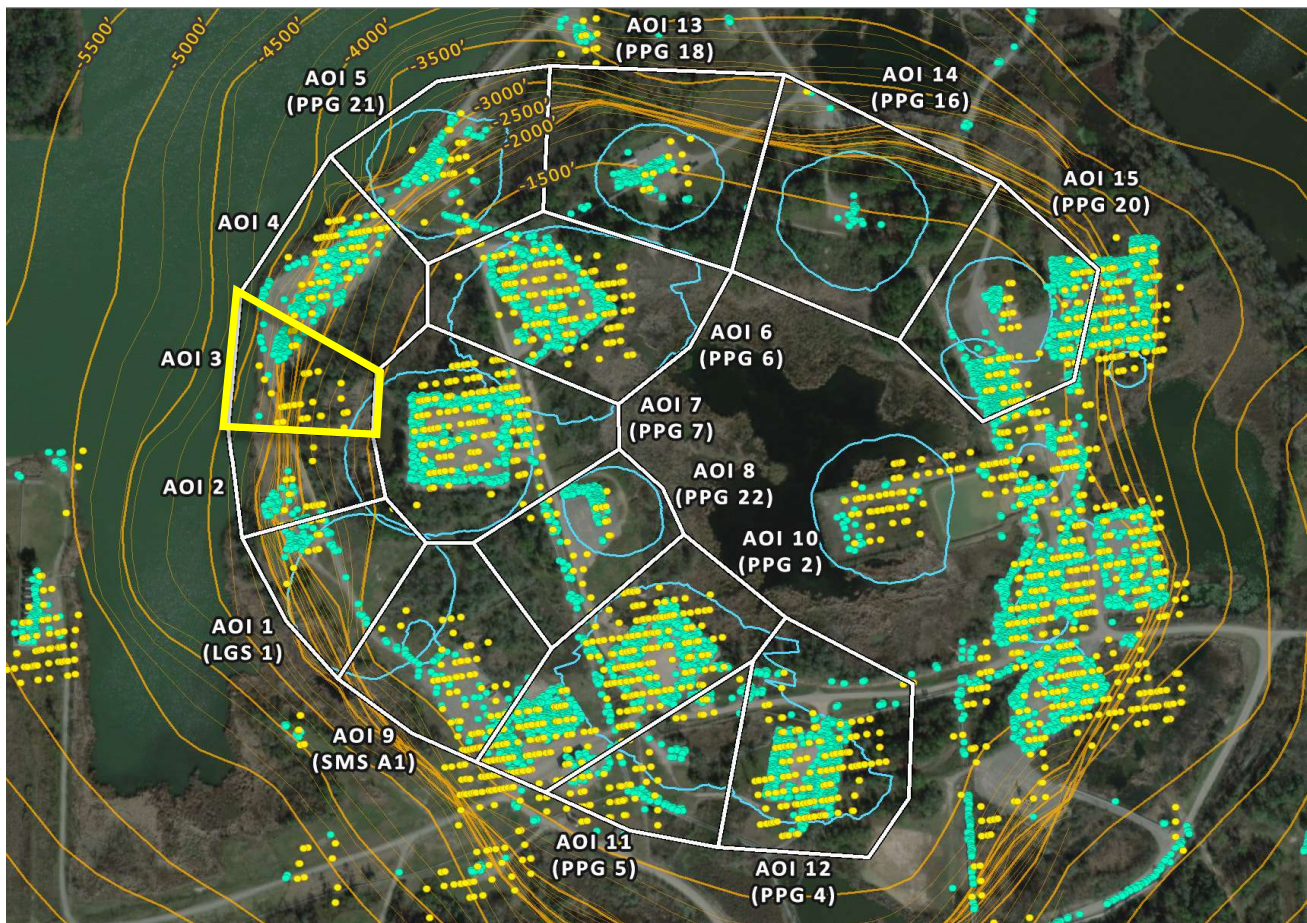 -5500'
-5000'
-4500'
-4000'
-3500'
-3000'
-2500'
-2000'
-1500'
AOI 13
(PPG 18)
AOI 5
(PPG 21)
AOI 14
(PPG 16)
AOI 15
(PPG 20)
AOI 4
AOI 3
AOI 6
(PPG 6)
AOI 7
(PPG 7)
AOI 2
AOI 8
(PPG 22)
AOI 10
(PPG 2)
AOI 1
(LGS 1)
AOI 9
(SMS A1)
AOI 11
(PPG 5)
AOI 12
(PPG 4)